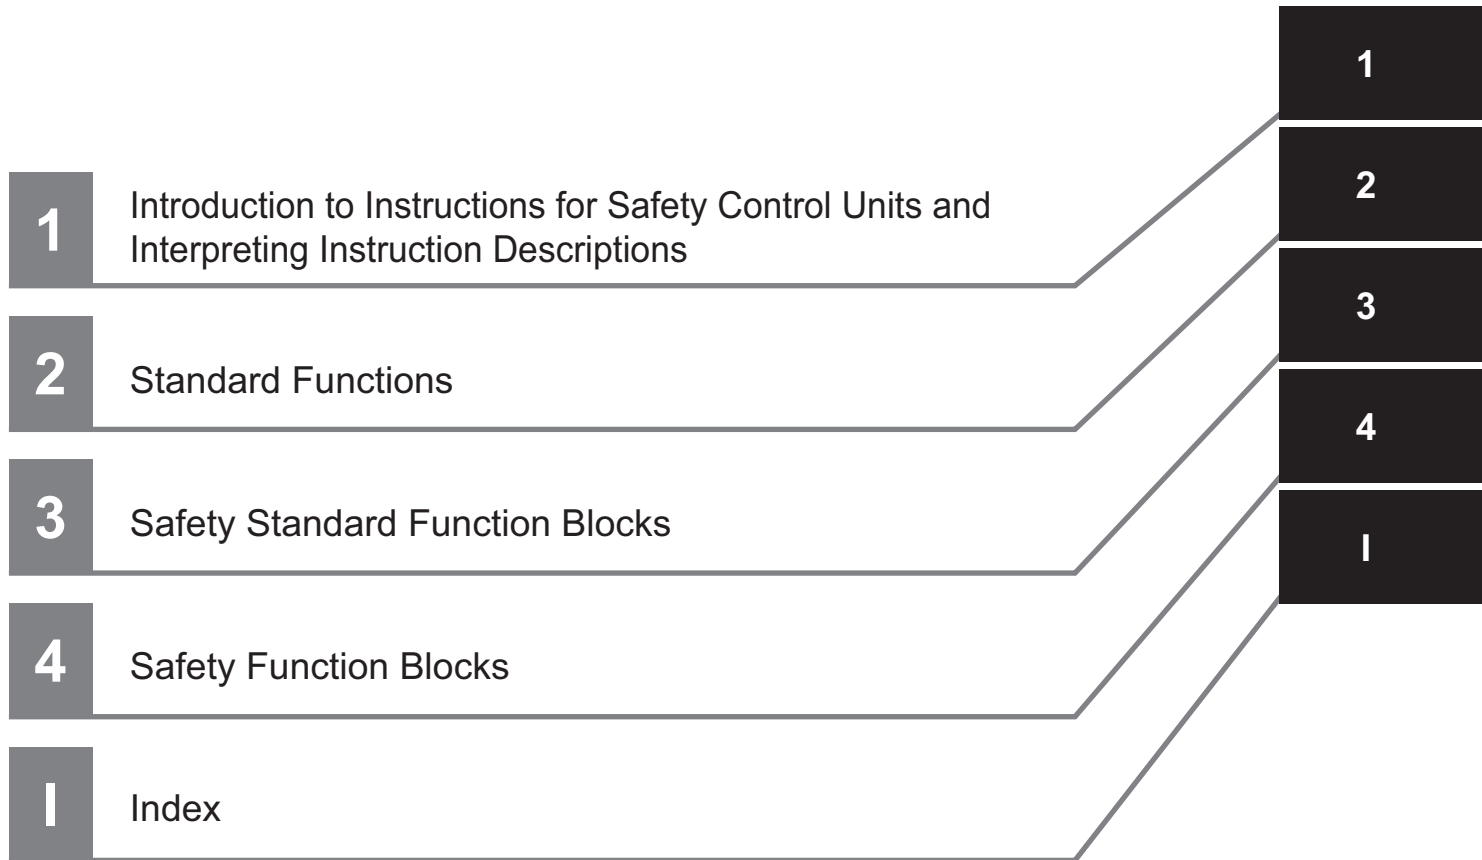 1
Introduction to Instructions for Safety Control Units and
Interpreting Instruction Descriptions
2
Standard Functions
3
Safety Standard Function Blocks
4
Safety Function Blocks
I
Index
1
2
3
4
I